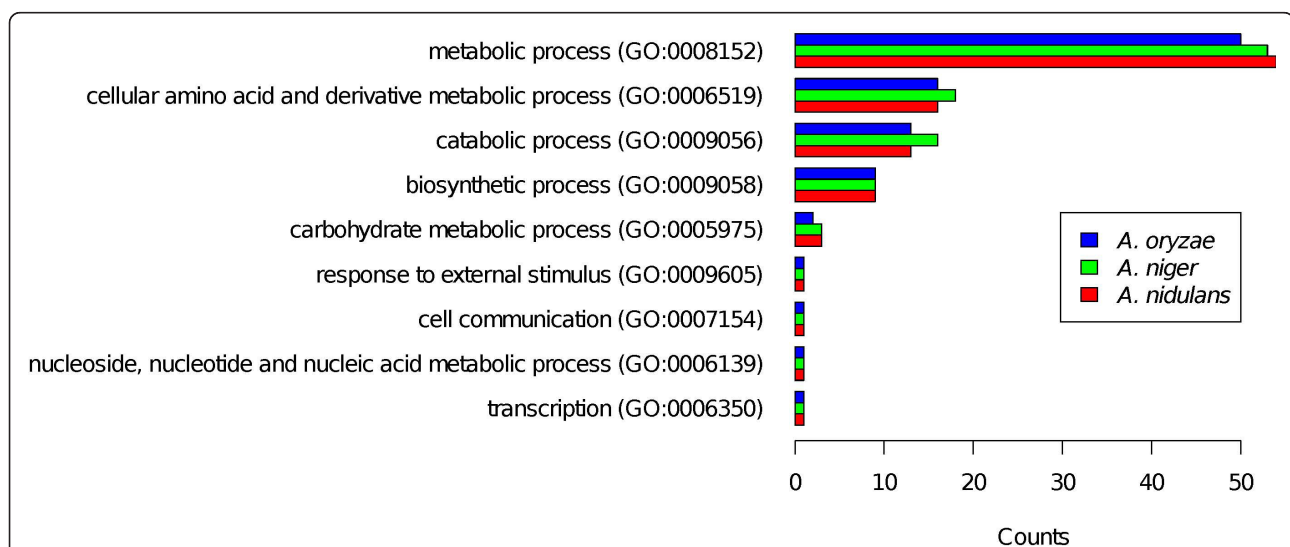 metabolic process (GO:0008152)
cellular amino acid and derivative metabolic process (GO:0006519)
catabolic process (GO:0009056)
biosynthetic process (GO:0009058)
carbohydrate metabolic process (GO:0005975)
response to external stimulus (GO:0009605)
cell communication (GO:0007154)
nucleoside, nucleotide and nucleic acid metabolic process (GO:0006139)
transcription (GO:0006350)
A. oryzae
A. niger
A. nidulans
0 10 20 30 40 50
Counts